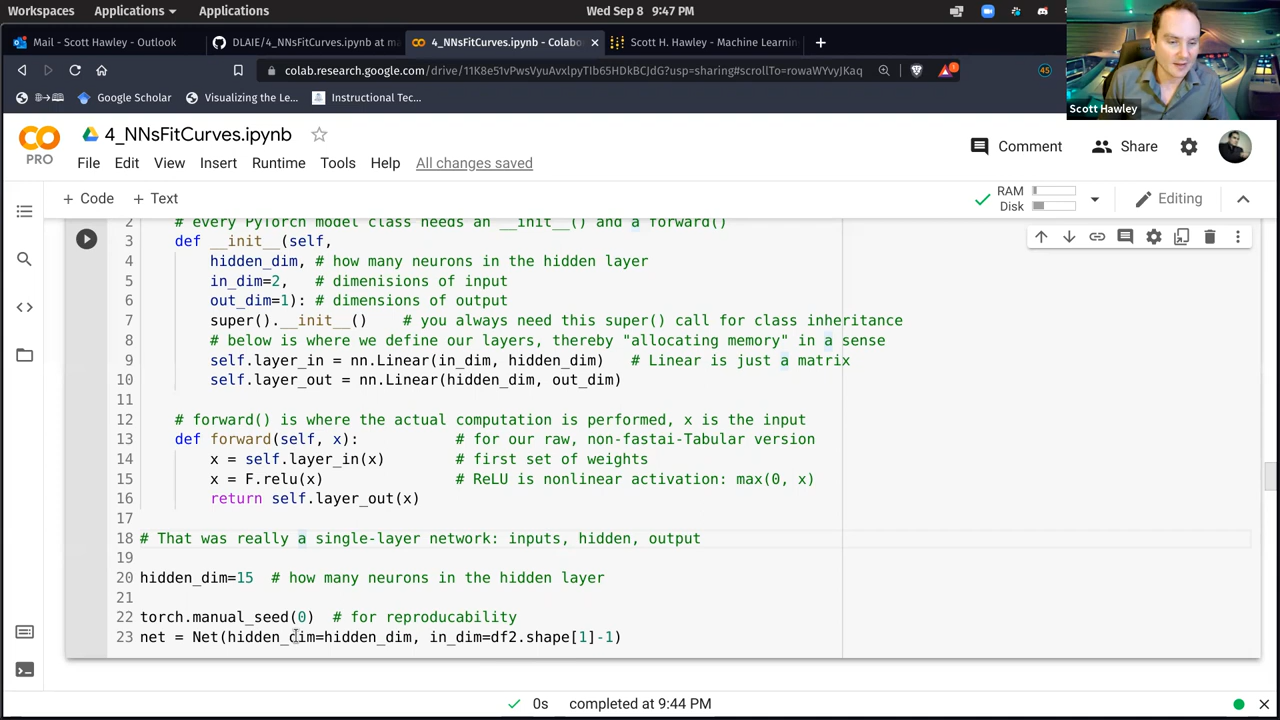 Workspaces
Applications
Applications
Wed Sep 8 9:47 PM
Mail - Scott Hawley - Outlook
DLAIE/4_NNsFitCurves.ipynb at ma
4_NNsFitCurves.ipynb - Colabo
Scott H. Hawley - Machine Learnin
colab.research.google.com/drive/11K8e51vPwsVyuAvxlpyTIb65HDkBCJdG?usp=sharing#scrollTo=rowaWYvyJKaq
45
1
Google Scholar
Visualizing the Le...
Instructional Tec...
Scott Hawley
CO
PRO
4_NNsFitCurves.ipynb
File Edit View Insert Runtime Tools Help All changes saved
Comment
Share
+ Code + Text
RAM
Disk
Editing
2 # every PyTorch model class needs an __init__() and a forward()
3 def __init__(self,
4 hidden_dim, # how many neurons in the hidden layer
5 in_dim=2, # dimenisions of input
6 out_dim=1): # dimenisions of output
7 super().__init__() # you always need this super() call for class inheritance
8 # below is where we define our layers, thereby "allocating memory" in a sense
9 self.layer_in = nn.Linear(in_dim, hidden_dim) # Linear is just a matrix
10 self.layer_out = nn.Linear(hidden_dim, out_dim)
11
12 # forward() is where the actual computation is performed, x is the input
13 def forward(self, x): # for our raw, non-fastai-Tabular version
14 x = self.layer_in(x) # first set of weights
15 x = F.relu(x) # ReLU is nonlinear activation: max(0, x)
16 return self.layer_out(x)
17
18 # That was really a single-layer network: inputs, hidden, output
19
20 hidden_dim=15 # how many neurons in the hidden layer
21
22 torch.manual_seed(0) # for reproducability
23 net = Net(hidden_dim=hidden_dim, in_dim=df2.shape[1]-1)
0s completed at 9:44 PM